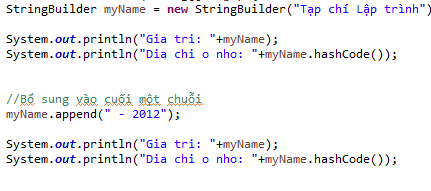 StringBuilder myName = new StringBuilder("Tạp chí Lập trình")
System.out.println("Gia tri: "+myName);
System.out.println("Dia chi o nho: "+myName.hashCode());
//Bổ sung vào cuối một chuỗi
myName.append(" - 2012");
System.out.println("Gia tri: "+myName);
System.out.println("Dia chi o nho: "+myName.hashCode());